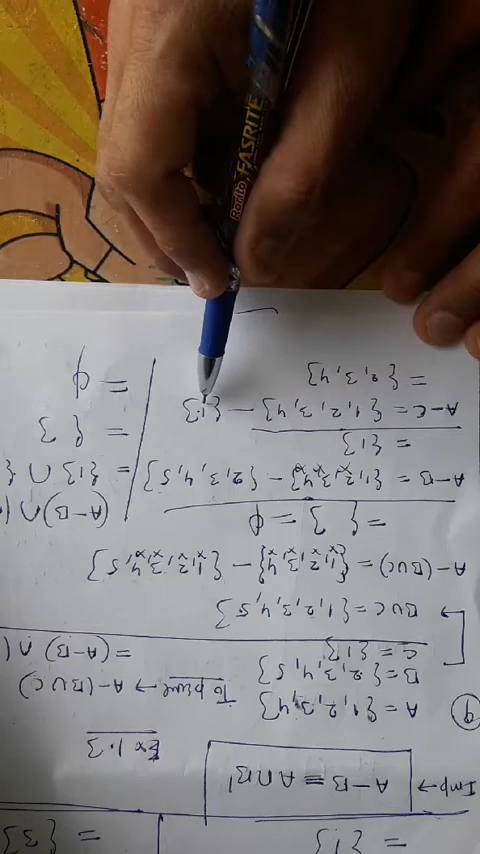 = {1}
= {3}
Imp → A-B = A∩B'
Ex 1.3
9
A = {1,2,3,4} To prove → A-(B∪C)
B = {2,3,4,5} = (A-B) ∩ (
C = {1}
B∪C = {1,2,3,4,5}
A-(B∪C) = {1,2,3,4} - {1,2,3,4,5}
= { } = φ
A-B = {1,2,3,4} - {2,3,4,5}
= {1}
A-C = {1,2,3,4} - {1}
= {2,3,4}
(A-B)∩(
= {1} ∩ {
= { }
= φ
Rorito FASRITE